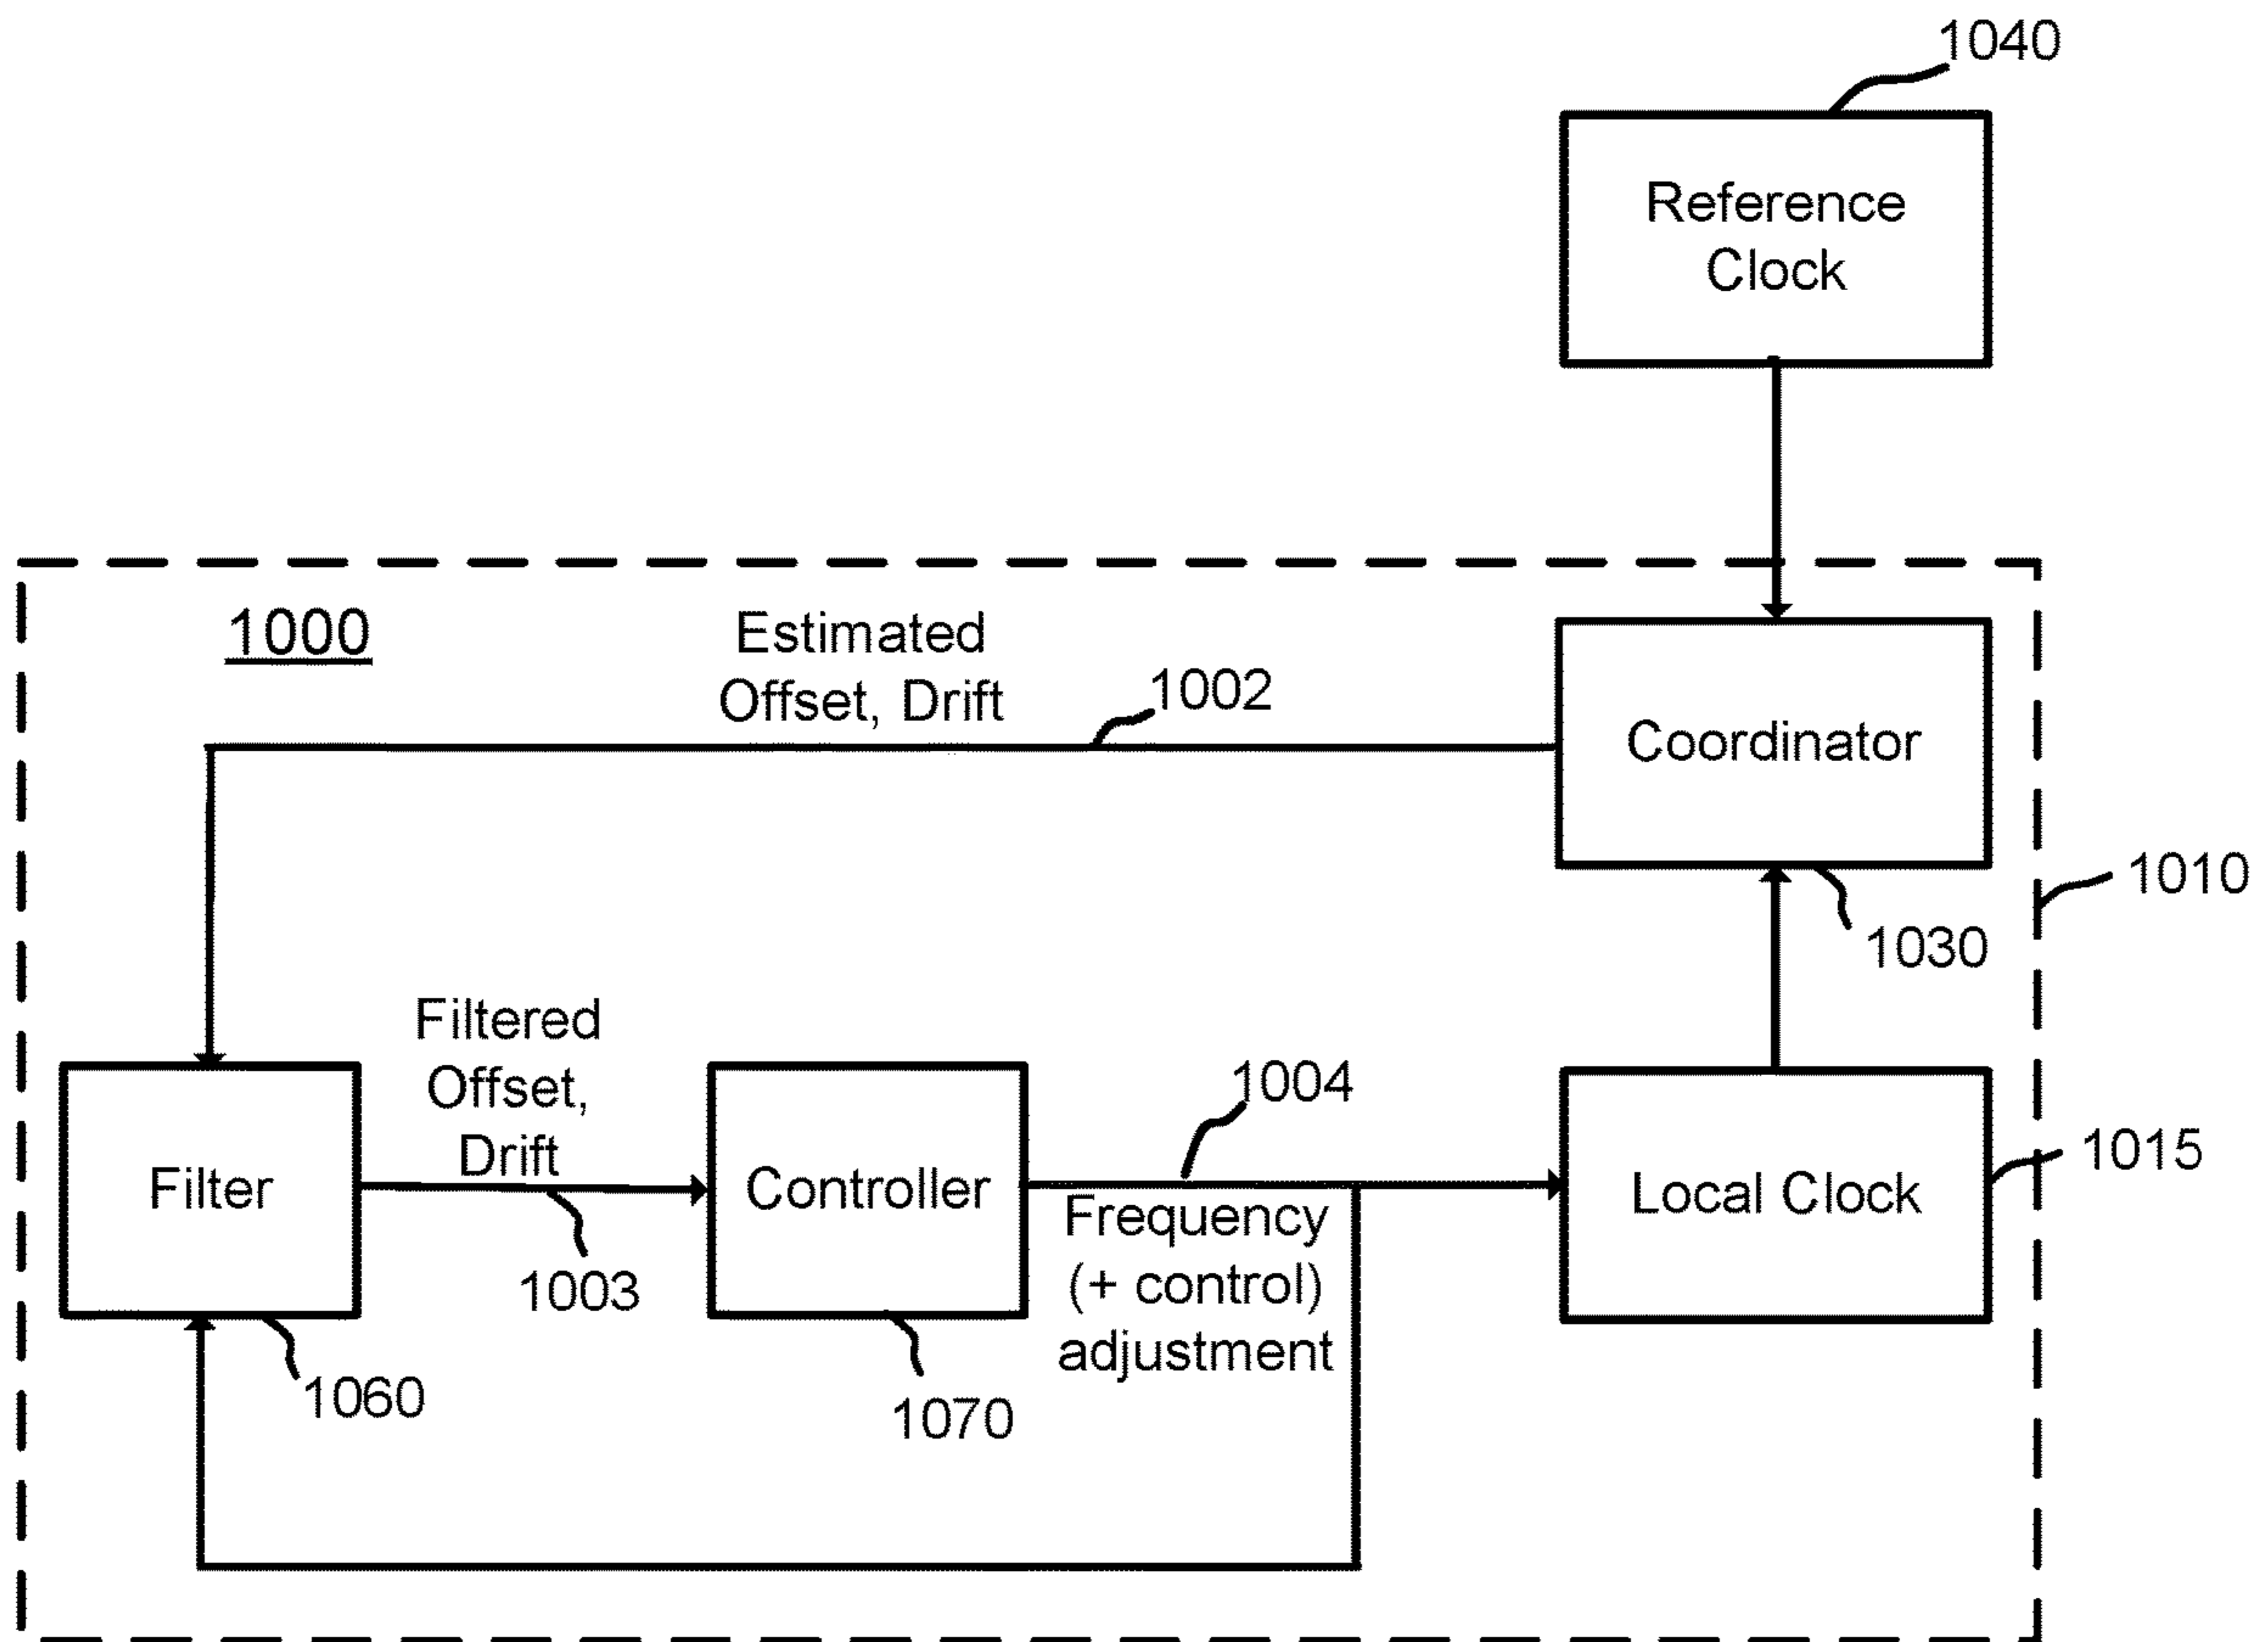 1040
Reference
Clock
1000
Estimated
Offset, Drift
1002
Coordinator
1010
1030
Filtered
Offset,
Drift
1004
1015
Filter
Controller
Local Clock
Frequency
(+ control)
adjustment
1003
1060
1070